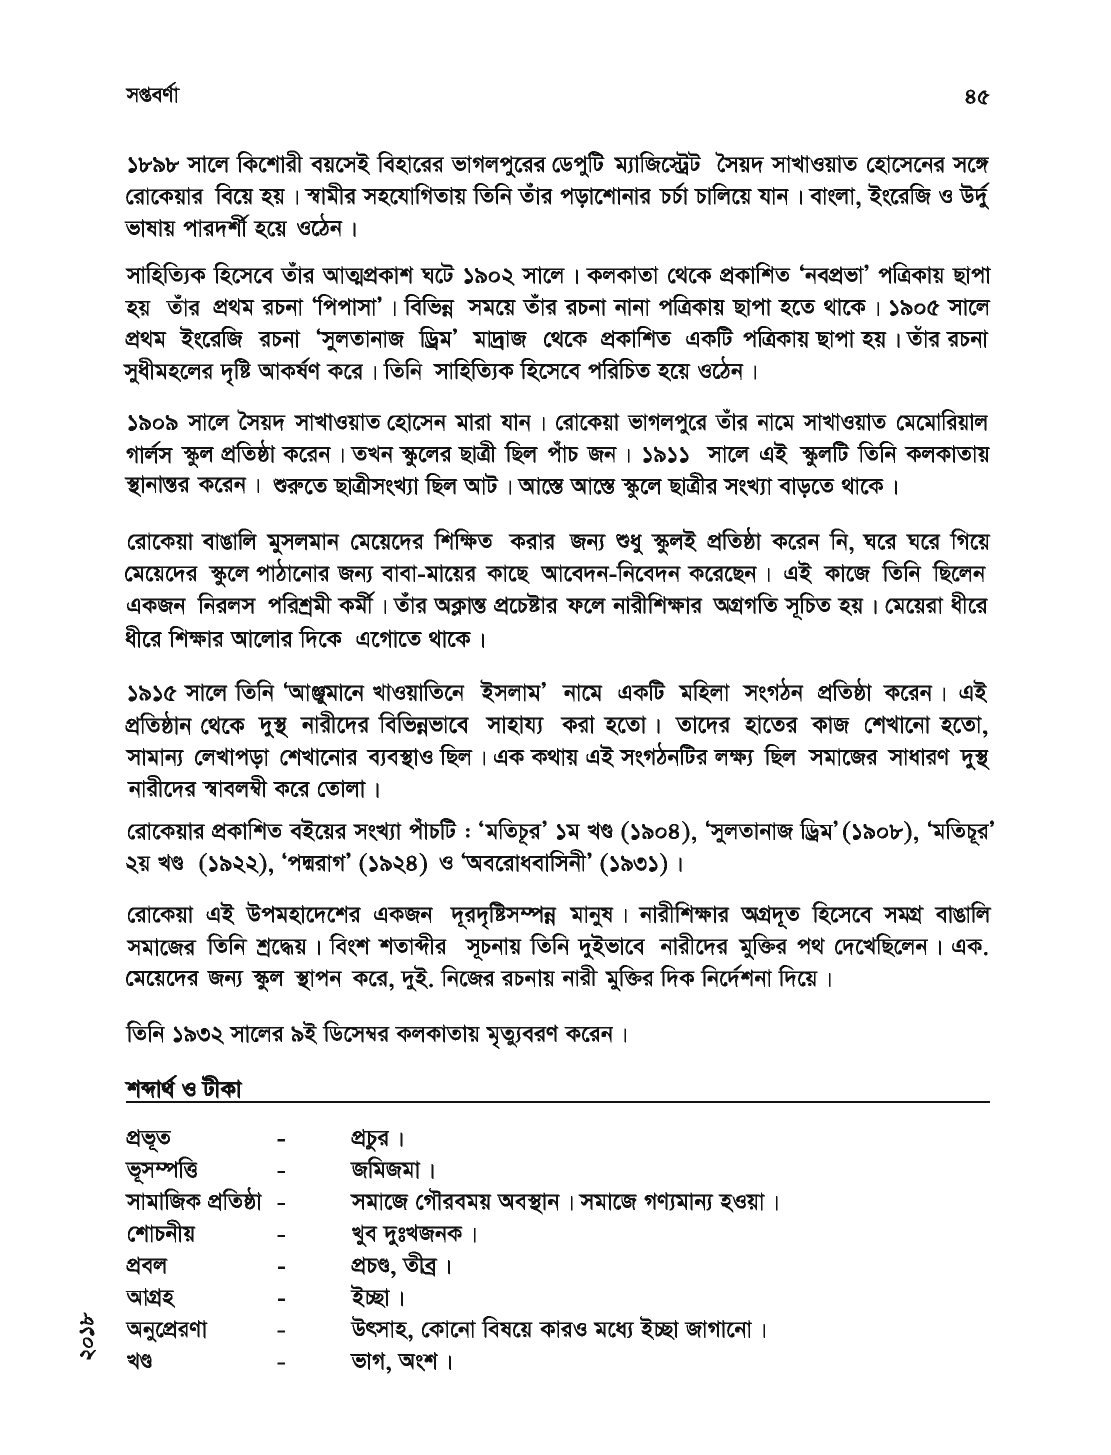 সপ্তবর্ণা ৪৫
১৮৯৮ সালে কিশোরী বয়সেই বিহারের ভাগলপুরের ডেপুটি ম্যাজিস্ট্রেট সৈয়দ সাখাওয়াত হোসেনের সঙ্গে
রোকেয়ার বিয়ে হয়। স্বামীর সহযোগিতায় তিনি তাঁর পড়াশোনার চর্চা চালিয়ে যান। বাংলা, ইংরেজি ও উর্দু
ভাষায় পারদর্শী হয়ে ওঠেন।
সাহিত্যিক হিসেবে তাঁর আত্মপ্রকাশ ঘটে ১৯০২ সালে। কলকাতা থেকে প্রকাশিত ‘নবপ্রভা’ পত্রিকায় ছাপা
হয় তাঁর প্রথম রচনা ‘পিপাসা’। বিভিন্ন সময়ে তাঁর রচনা নানা পত্রিকায় ছাপা হতে থাকে। ১৯০৫ সালে
প্রথম ইংরেজি রচনা ‘সুলতানাজ ড্রিম’ মাদ্রাজ থেকে প্রকাশিত একটি পত্রিকায় ছাপা হয়। তাঁর রচনা
সুধীমহলের দৃষ্টি আকর্ষণ করে। তিনি সাহিত্যিক হিসেবে পরিচিত হয়ে ওঠেন।
১৯০৯ সালে সৈয়দ সাখাওয়াত হোসেন মারা যান। রোকেয়া ভাগলপুরে তাঁর নামে সাখাওয়াত মেমোরিয়াল
গার্লস স্কুল প্রতিষ্ঠা করেন। তখন স্কুলের ছাত্রী ছিল পাঁচ জন। ১৯১১ সালে এই স্কুলটি তিনি কলকাতায়
স্থানান্তর করেন। শুরুতে ছাত্রীসংখ্যা ছিল আট। আস্তে আস্তে স্কুলে ছাত্রীর সংখ্যা বাড়তে থাকে।
রোকেয়া বাঙালি মুসলমান মেয়েদের শিক্ষিত করার জন্য শুধু স্কুলই প্রতিষ্ঠা করেন নি, ঘরে ঘরে গিয়ে
মেয়েদের স্কুলে পাঠানোর জন্য বাবা-মায়ের কাছে আবেদন-নিবেদন করেছেন। এই কাজে তিনি ছিলেন
একজন নিরলস পরিশ্রমী কর্মী। তাঁর অক্লান্ত প্রচেষ্টার ফলে নারীশিক্ষার অগ্রগতি সূচিত হয়। মেয়েরা ধীরে
ধীরে শিক্ষার আলোর দিকে এগোতে থাকে।
১৯১৫ সালে তিনি ‘আঞ্জুমানে খাওয়াতিনে ইসলাম’ নামে একটি মহিলা সংগঠন প্রতিষ্ঠা করেন। এই
প্রতিষ্ঠান থেকে দুস্থ নারীদের বিভিন্নভাবে সাহায্য করা হতো। তাদের হাতের কাজ শেখানো হতো,
সামান্য লেখাপড়া শেখানোর ব্যবস্থাও ছিল। এক কথায় এই সংগঠনটির লক্ষ্য ছিল সমাজের সাধারণ দুস্থ
নারীদের স্বাবলম্বী করে তোলা।
রোকেয়ার প্রকাশিত বইয়ের সংখ্যা পাঁচটি : ‘মতিচূর’ ১ম খণ্ড (১৯০৪), ‘সুলতানাজ ড্রিম’ (১৯০৮), ‘মতিচূর’
২য় খণ্ড (১৯২২), ‘পদ্মরাগ’ (১৯২৪) ও ‘অবরোধবাসিনী’ (১৯৩১)।
রোকেয়া এই উপমহাদেশের একজন দূরদৃষ্টিসম্পন্ন মানুষ। নারীশিক্ষার অগ্রদূত হিসেবে সমগ্র বাঙালি
সমাজের তিনি শ্রদ্ধেয়। বিংশ শতাব্দীর সূচনায় তিনি দুইভাবে নারীদের মুক্তির পথ দেখেছিলেন। এক.
মেয়েদের জন্য স্কুল স্থাপন করে, দুই. নিজের রচনায় নারী মুক্তির দিক নির্দেশনা দিয়ে।
তিনি ১৯৩২ সালের ৯ই ডিসেম্বর কলকাতায় মৃত্যুবরণ করেন।
শব্দার্থ ও টীকা
প্রভূত - প্রচুর।
ভূসম্পত্তি - জমিজমা।
সামাজিক প্রতিষ্ঠা - সমাজে গৌরবময় অবস্থান। সমাজে গণ্যমান্য হওয়া।
শোচনীয় - খুব দুঃখজনক।
প্রবল - প্রচণ্ড, তীব্র।
আগ্রহ - ইচ্ছা।
অনুপ্রেরণা - উৎসাহ, কোনো বিষয়ে কারও মধ্যে ইচ্ছা জাগানো।
খণ্ড - ভাগ, অংশ।
২০১৮